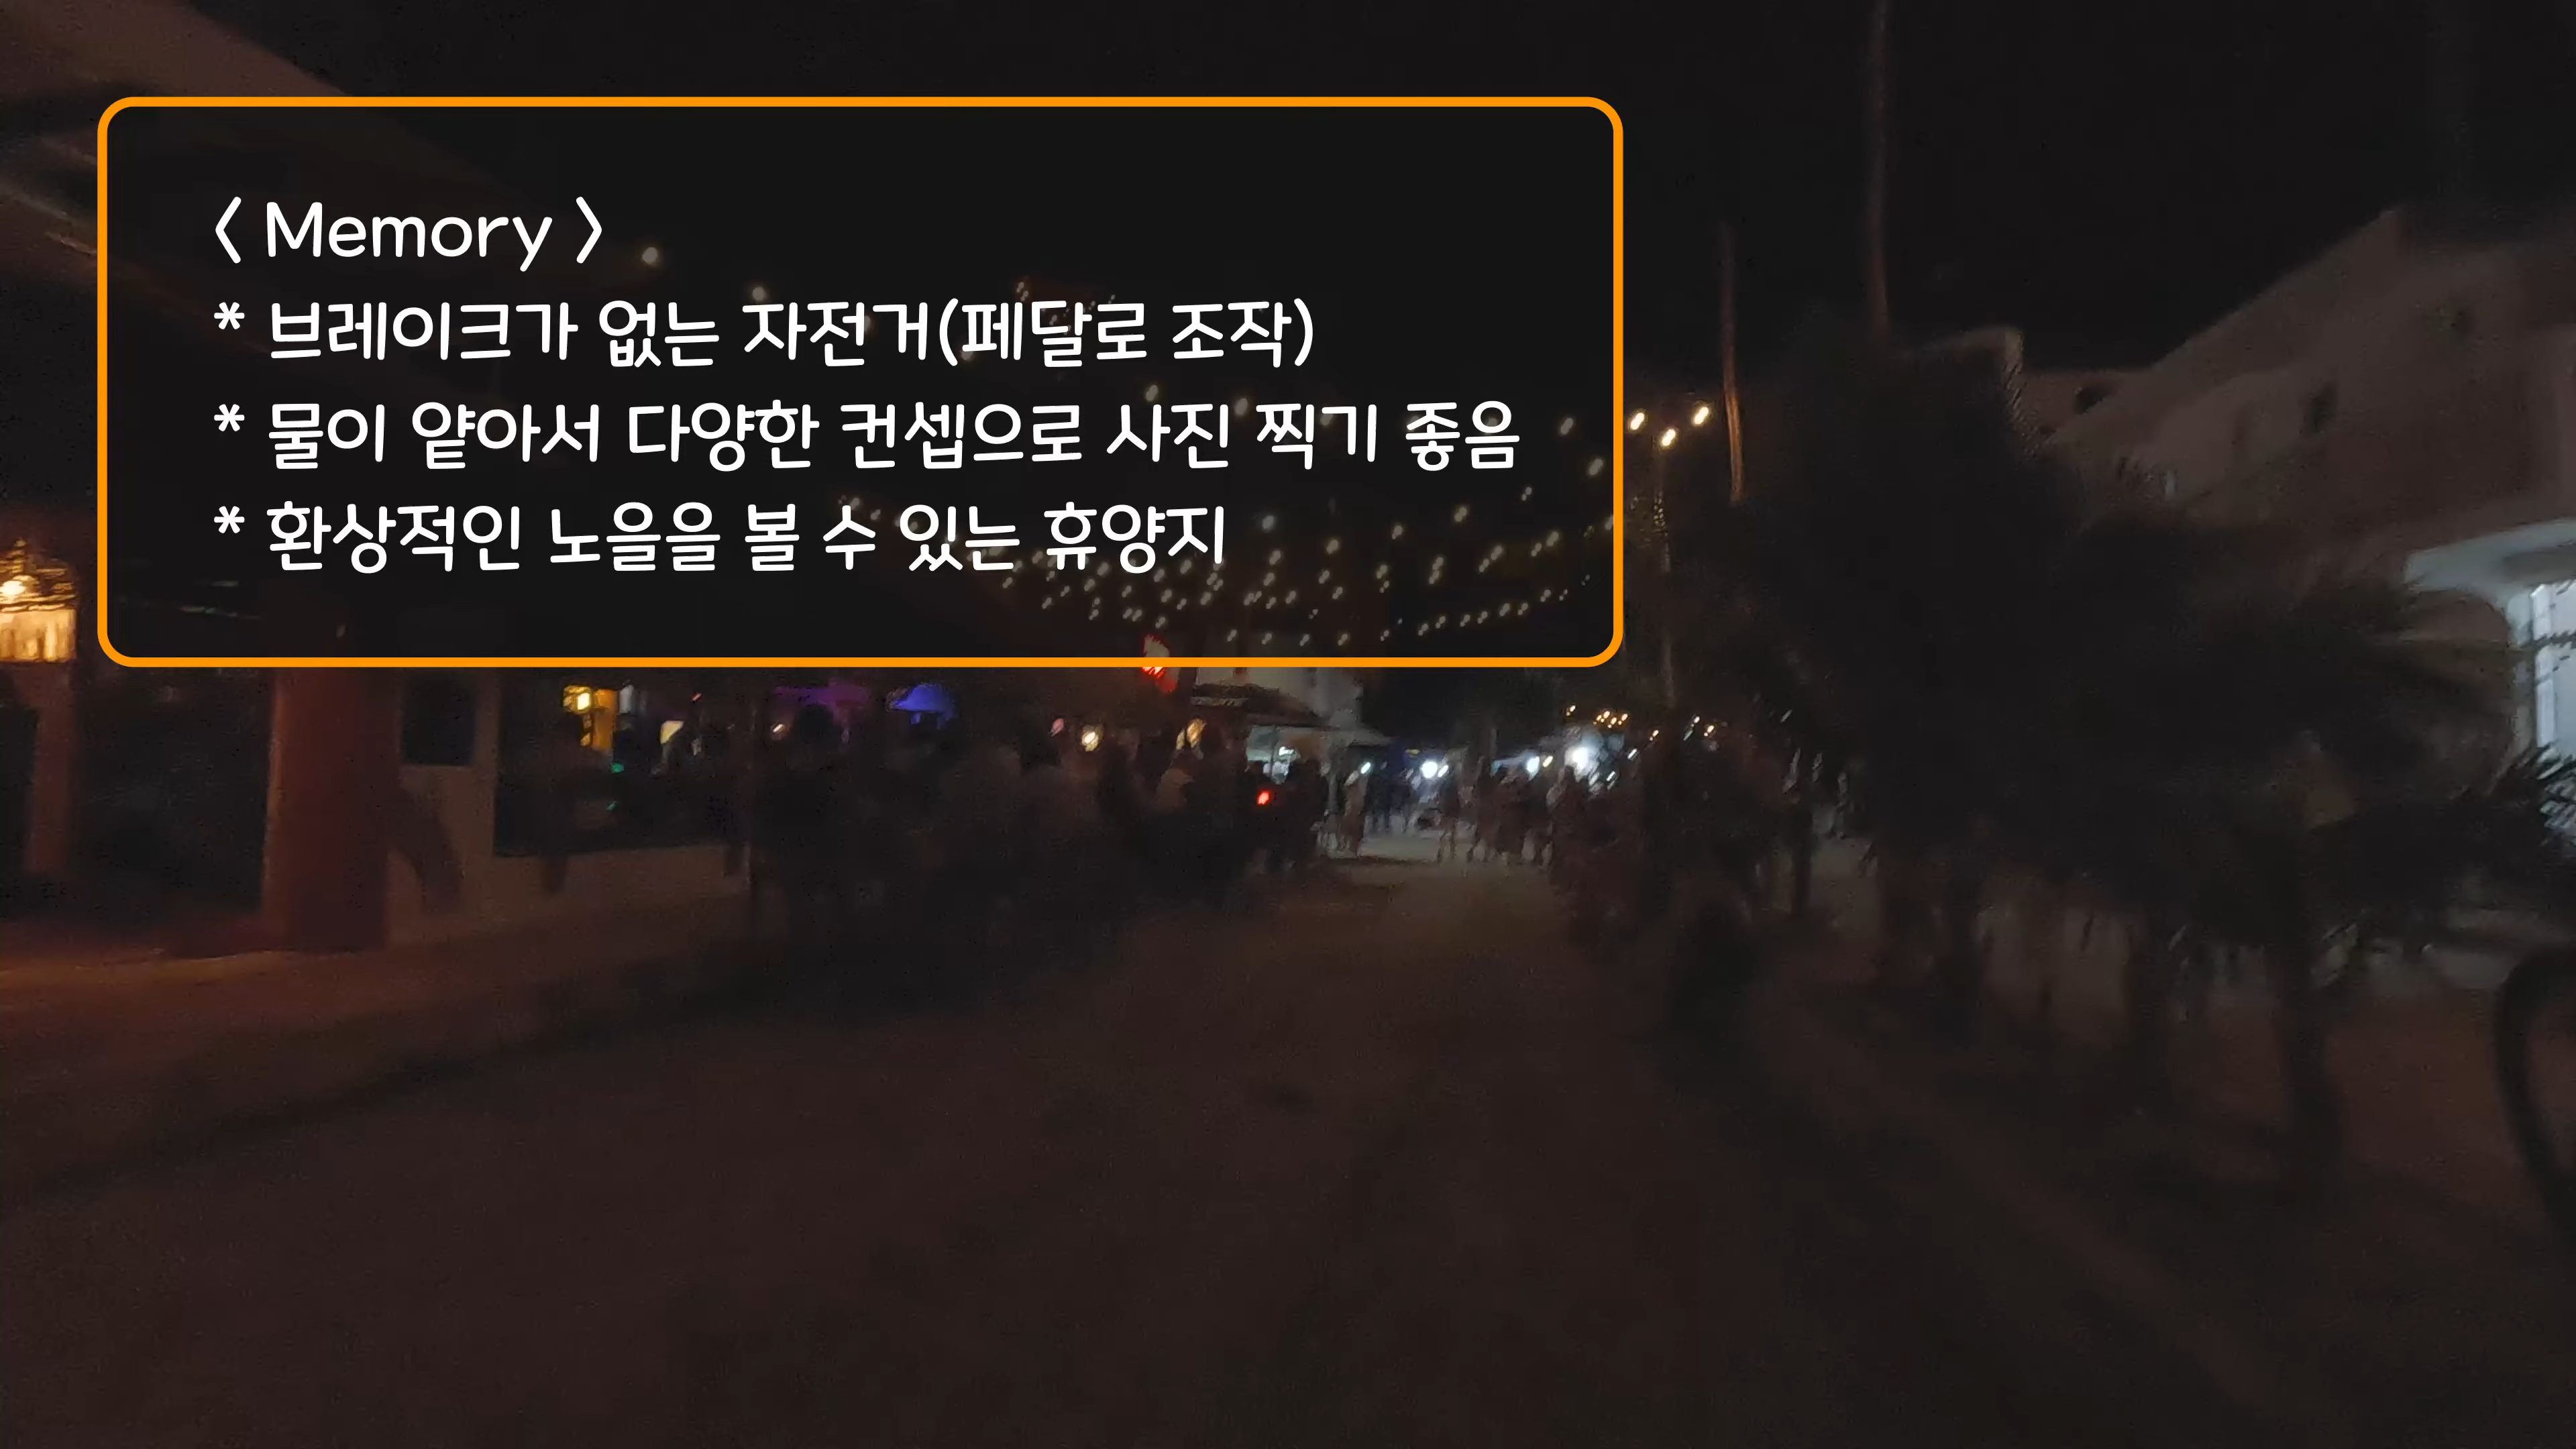 〈 Memory 〉
* 브레이크가 없는 자전거(페달로 조작)
* 물이 얕아서 다양한 컨셉으로 사진 찍기 좋음
* 환상적인 노을을 볼 수 있는 휴양지